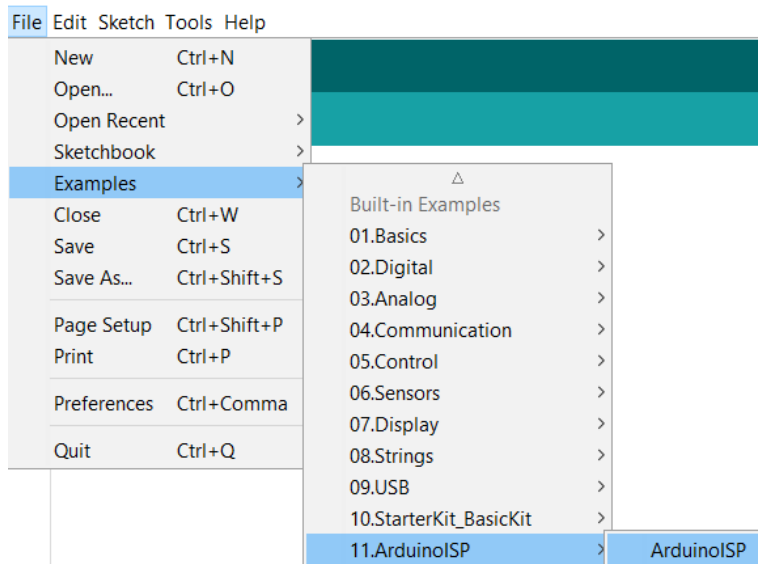 File Edit Sketch Tools Help
New Ctrl+N
Open... Ctrl+O
Open Recent
Sketchbook
Examples
Close Ctrl+W
Save Ctrl+S
Save As... Ctrl+Shift+S
Page Setup Ctrl+Shift+P
Print Ctrl+P
Preferences Ctrl+Comma
Quit Ctrl+Q
Built-in Examples
01.Basics
02.Digital
03.Analog
04.Communication
05.Control
06.Sensors
07.Display
08.Strings
09.USB
10.StarterKit_BasicKit
11.ArduinoISP
ArduinoISP